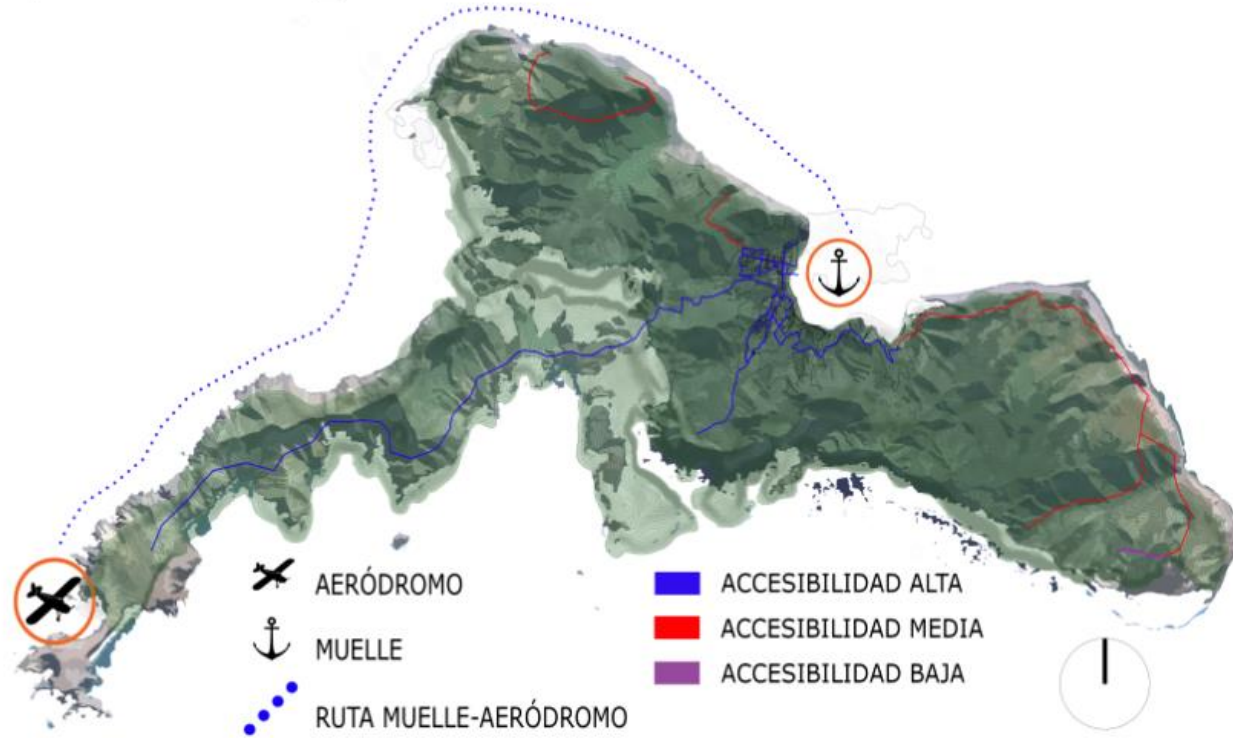 AERÓDROMO
MUELLE
RUTA MUELLE-AERÓDROMO
ACCESIBILIDAD ALTA
ACCESIBILIDAD MEDIA
ACCESIBILIDAD BAJA